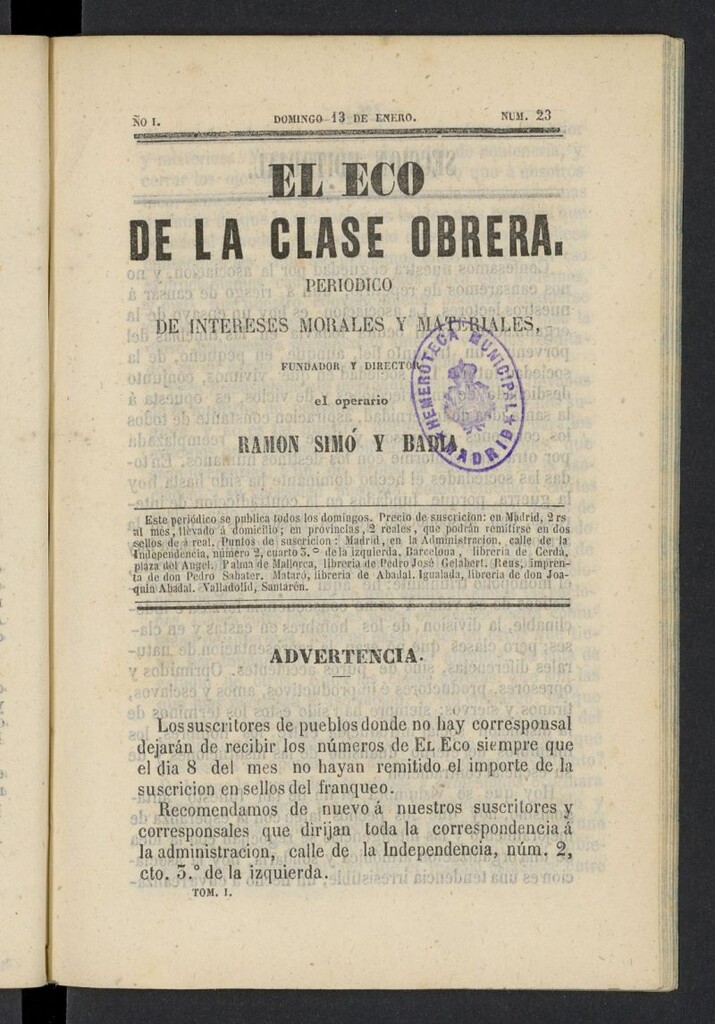 ÑO I.
DOMINGO 13 DE ENERO.
NUM. 23
EL ECO
DE LA CLASE OBRERA.
PERIODICO
DE INTERESES MORALES Y MATERIALES,
FUNDADOR Y DIRECTOR
el operario
RAMON SIMÓ Y BADIA
HEMEROTECA MUNICIPAL
MADRID
Este periódico se publica todos los domingos. Precio de suscricion: en Madrid, 2 rs
al mes, llevado á domicilio; en provincias, 2 reales, que podrán remitirse en dos
sellos de á real. Puntos de suscricion: Madrid, en la Administracion, calle de la
Independencia, número 2, cuarto 3.º de la izquierda. Barcelona, librería de Cerdá,
plaza del Angel. Palma de Mallorca, libreria de Pedro José Gelabert. Reus, impren-
ta de don Pedro Sabater. Mataró, libreria de Abadal. Igualada, libreria de don Joa-
quin Abadal. Valladolid, Santarén.
ADVERTENCIA.
Los suscritores de pueblos donde no hay corresponsal
dejarán de recibir los números de EL ECO siempre que
el dia 8 del mes no hayan remitido el importe de la
suscricion en sellos del franqueo.
Recomendamos de nuevo á nuestros suscritores y
corresponsales que dirijan toda la correspondencia á
la administracion, calle de la Independencia, núm. 2,
cto. 3.º de la izquierda.
TOM. I.